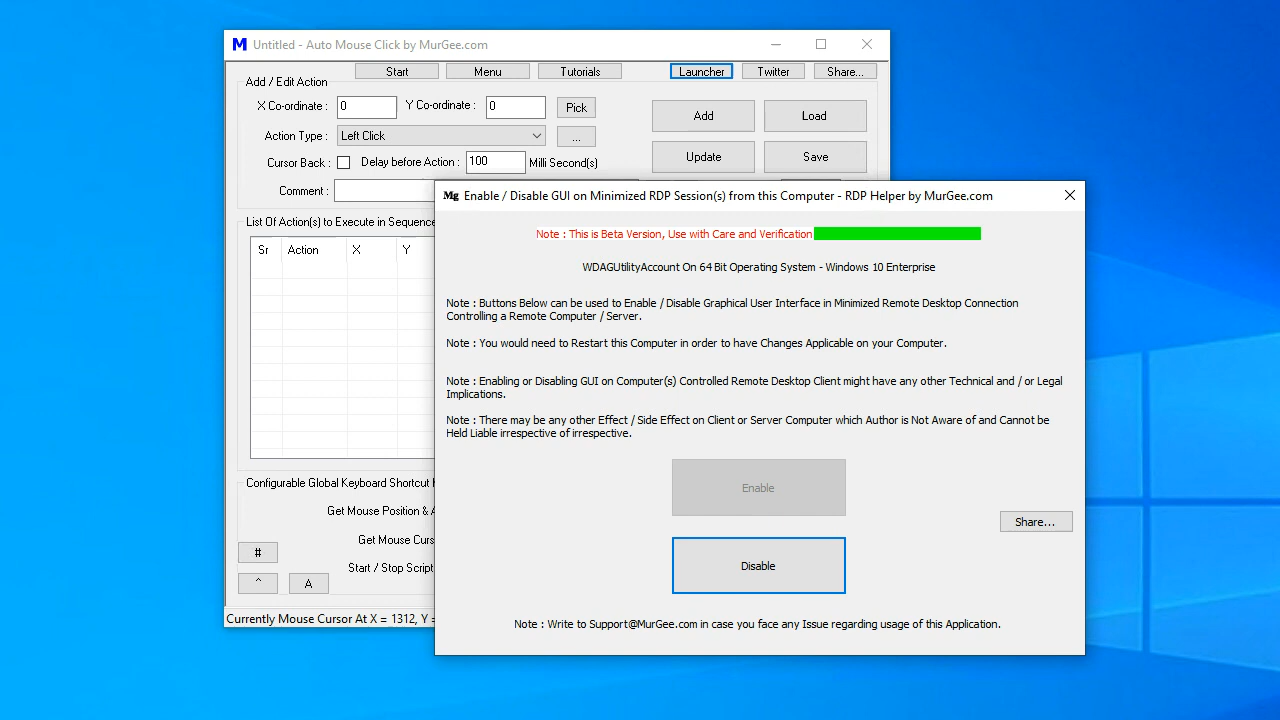 M Untitled - Auto Mouse Click by MurGee.com
Start Menu Tutorials Launcher Twitter Share...
Add / Edit Action
X Co-ordinate : 0 Y Co-ordinate : 0 Pick
Add Load
Action Type : Left Click ...
Cursor Back : Delay before Action : 100 Milli Second(s)
Update Save
Comment :
List Of Action(s) to Execute in Sequence
Sr Action X Y
Configurable Global Keyboard Shortcut
Get Mouse Position &
Get Mouse Curs
#
Start / Stop Script
^ A
Currently Mouse Cursor At X = 1312, Y =
Mg Enable / Disable GUI on Minimized RDP Session(s) from this Computer - RDP Helper by MurGee.com
Note : This is Beta Version, Use with Care and Verification
WDAGUtilityAccount On 64 Bit Operating System - Windows 10 Enterprise
Note : Buttons Below can be used to Enable / Disable Graphical User Interface in Minimized Remote Desktop Connection
Controlling a Remote Computer / Server.
Note : You would need to Restart this Computer in order to have Changes Applicable on your Computer.
Note : Enabling or Disabling GUI on Computer(s) Controlled Remote Desktop Client might have any other Technical and / or Legal
Implications.
Note : There may be any other Effect / Side Effect on Client or Server Computer which Author is Not Aware of and Cannot be
Held Liable irrespective of irrespective.
Enable
Share...
Disable
Note : Write to Support@MurGee.com in case you face any Issue regarding usage of this Application.